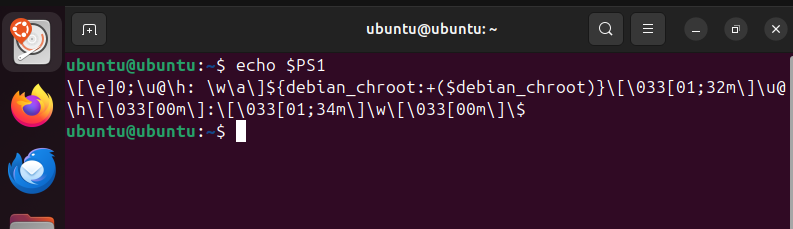 ubuntu@ubuntu: ~
ubuntu@ubuntu:~$ echo $PS1
\[\e]0;\u@\h: \w\a\]${debian_chroot:+($debian_chroot)}\[\033[01;32m\]\u@
\h\[\033[00m\]:\[\033[01;34m\]\w\[\033[00m\]\$
ubuntu@ubuntu:~$